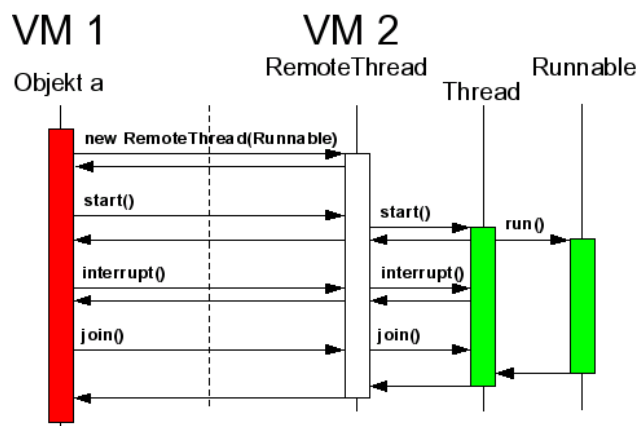 VM 1
VM 2
Objekt a
RemoteThread
Thread
Runnable
new RemoteThread(Runnable)
start()
start()
run()
interrupt()
interrupt()
join()
join()